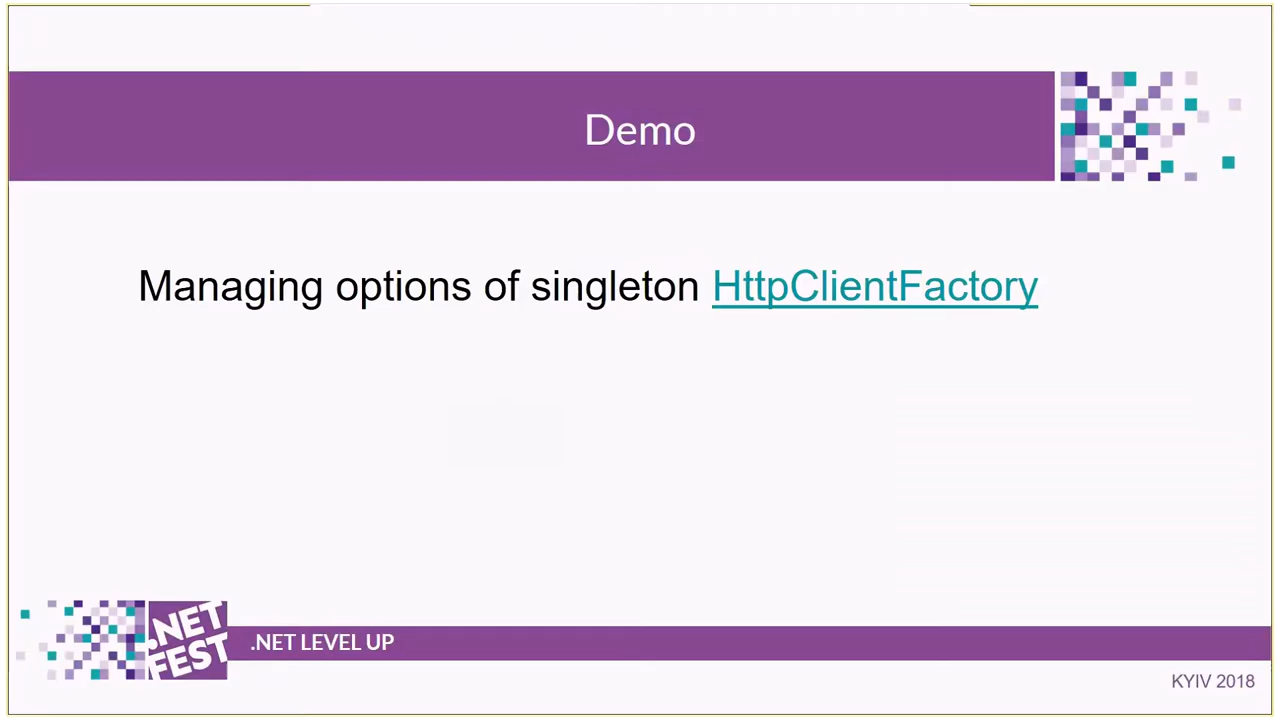 Demo
Managing options of singleton HttpClientFactory
.NET
FEST
.NET LEVEL UP
KYIV 2018